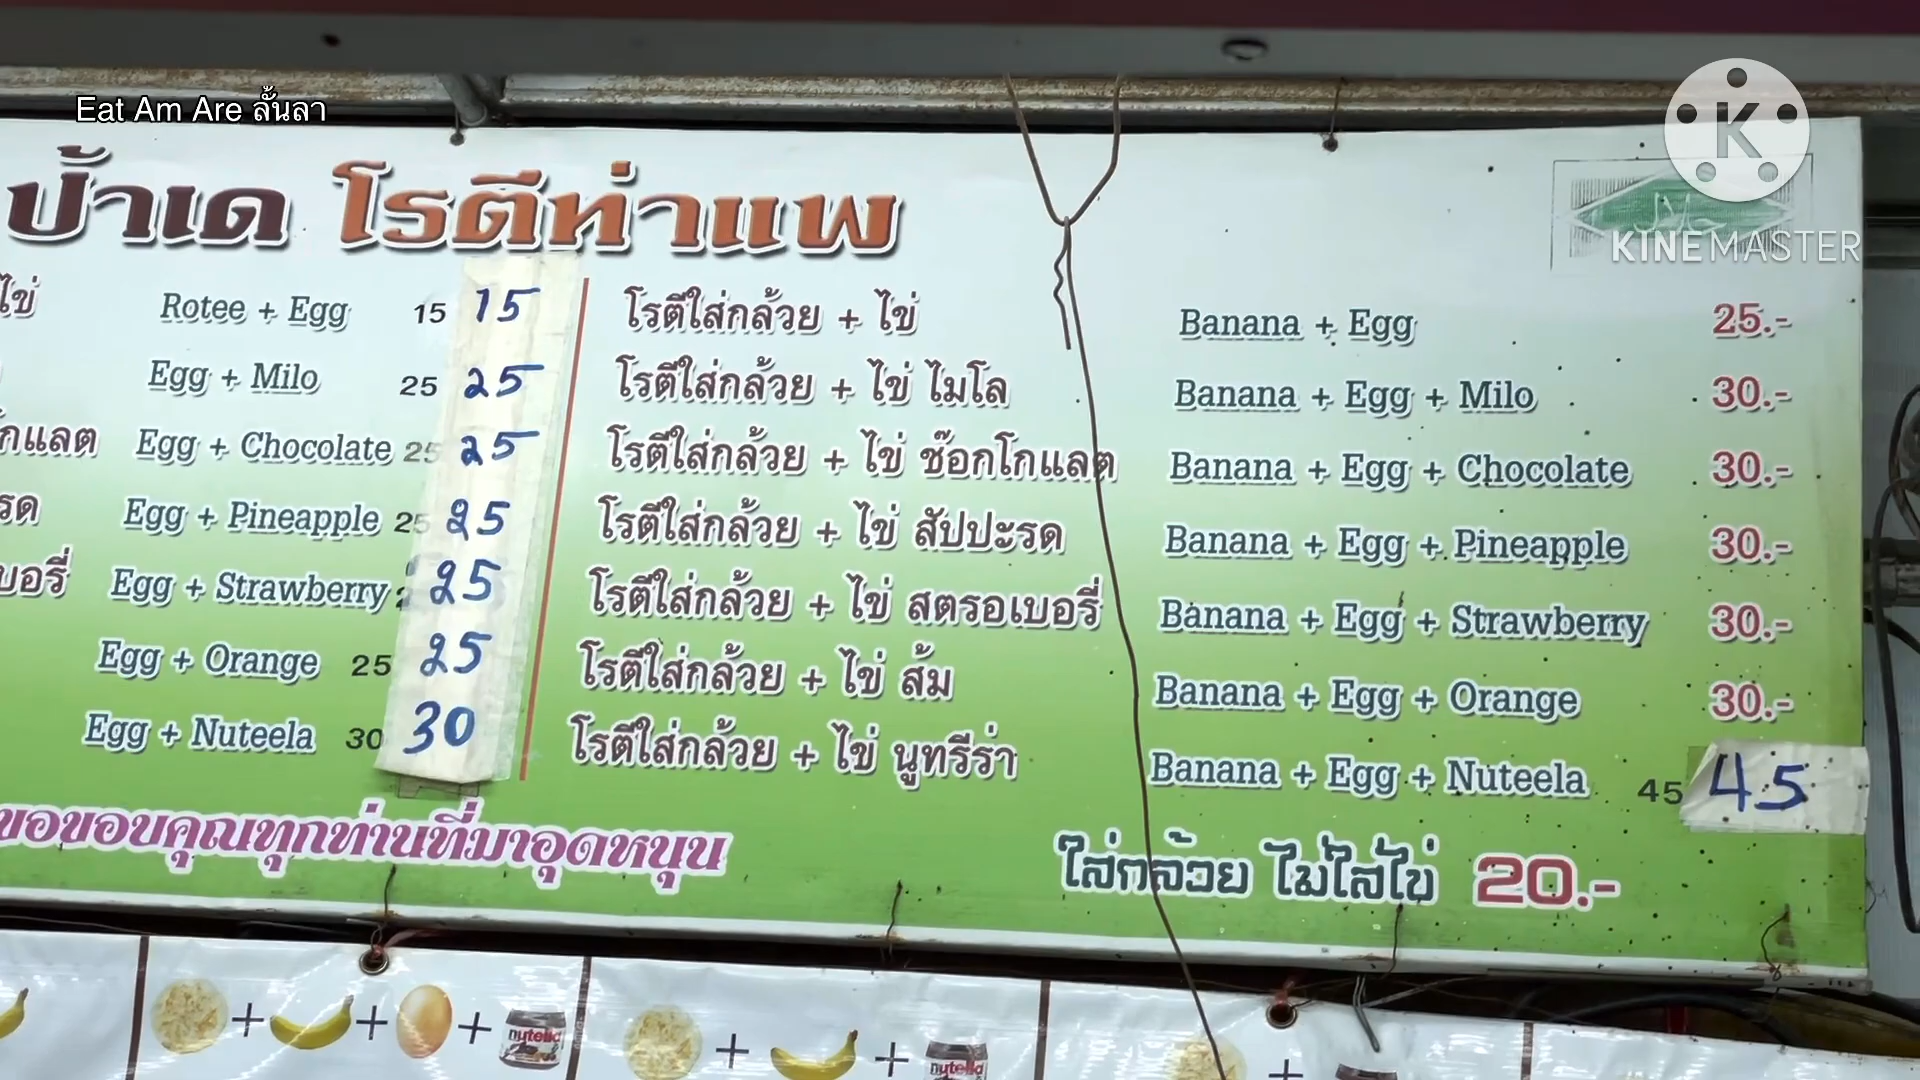 Eat Am Are ลั้นลา
KINEMASTER
ป้าเด โรตีท่าแพ
ไข่ Rotee + Egg 15 15
Egg + Milo 25 25
กแลต Egg + Chocolate 25 25
รด Egg + Pineapple 25 25
บอรี่ Egg + Strawberry 25
Egg + Orange 25 25
Egg + Nuteela 30 30
โรตีใส่กล้วย + ไข่ Banana + Egg 25.-
โรตีใส่กล้วย + ไข่ ไมโล Banana + Egg + Milo 30.-
โรตีใส่กล้วย + ไข่ ช๊อกโกแลต Banana + Egg + Chocolate 30.-
โรตีใส่กล้วย + ไข่ สัปปะรด Banana + Egg + Pineapple 30.-
โรตีใส่กล้วย + ไข่ สตรอเบอรี่ Banana + Egg + Strawberry 30.-
โรตีใส่กล้วย + ไข่ ส้ม Banana + Egg + Orange 30.-
โรตีใส่กล้วย + ไข่ นูทรีร่า Banana + Egg + Nuteela 45 45
ขอขอบคุณทุกท่านที่มาอุดหนุน
ใส่กล้วย ไม่ใส่ไข่ 20.-
+ + + nutella
+ + nutella
+